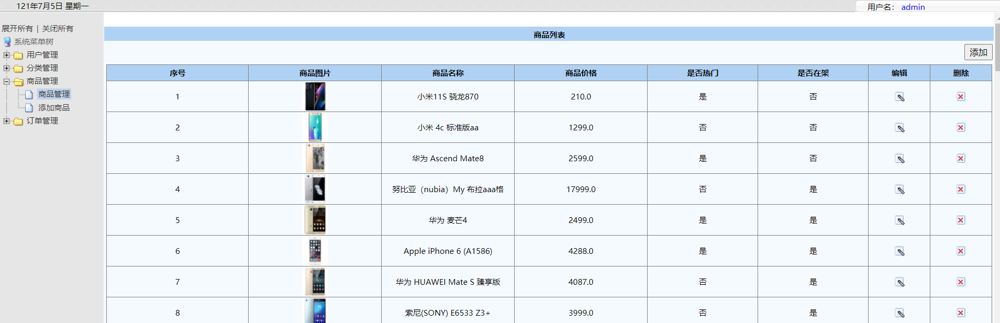 121年7月5日 星期一
用户名： admin
展开所有 | 关闭所有
系统菜单树
用户管理
分类管理
商品管理
商品管理
添加商品
订单管理
商品列表
添加
序号 商品图片 商品名称 商品价格 是否热门 是否在架 编辑 删除
1 小米11S 骁龙870 210.0 是 否
2 小米 4c 标准版aa 1299.0 否 否
3 华为 Ascend Mate8 2599.0 是 否
4 努比亚（nubia）My 布拉aaa格 17999.0 否 是
5 华为 麦芒4 2499.0 是 是
6 Apple iPhone 6 (A1586) 4288.0 是 是
7 华为 HUAWEI Mate S 臻享版 4087.0 否 是
8 索尼(SONY) E6533 Z3+ 3999.0 否 是